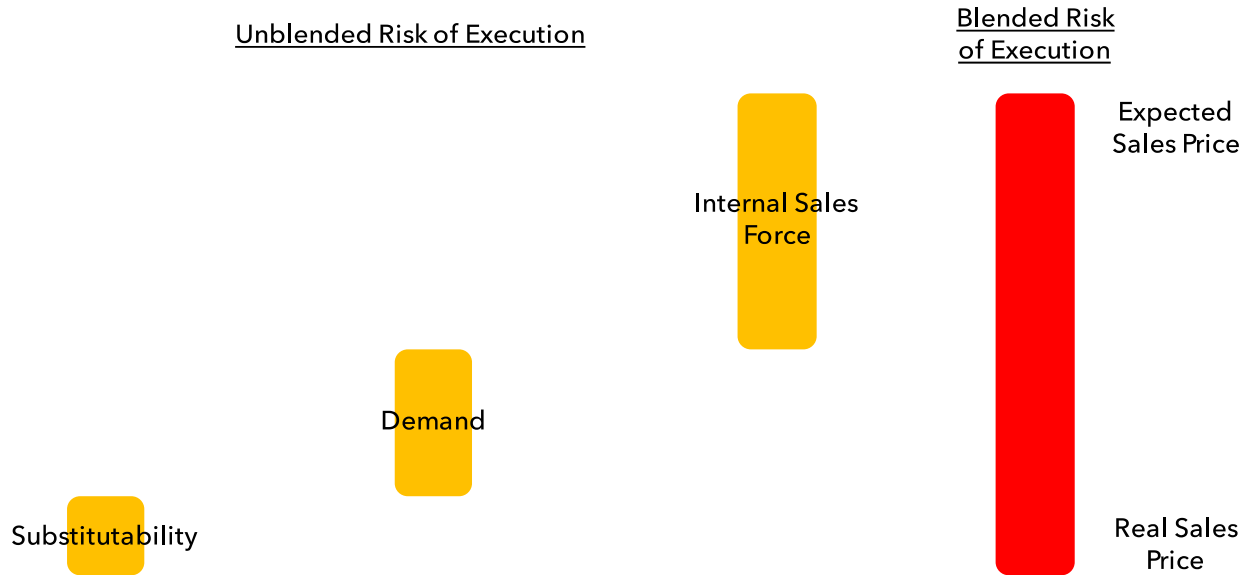 Unblended Risk of Execution
Blended Risk
of Execution
Expected
Sales Price
Internal Sales
Force
Demand
Substitutability
Real Sales
Price